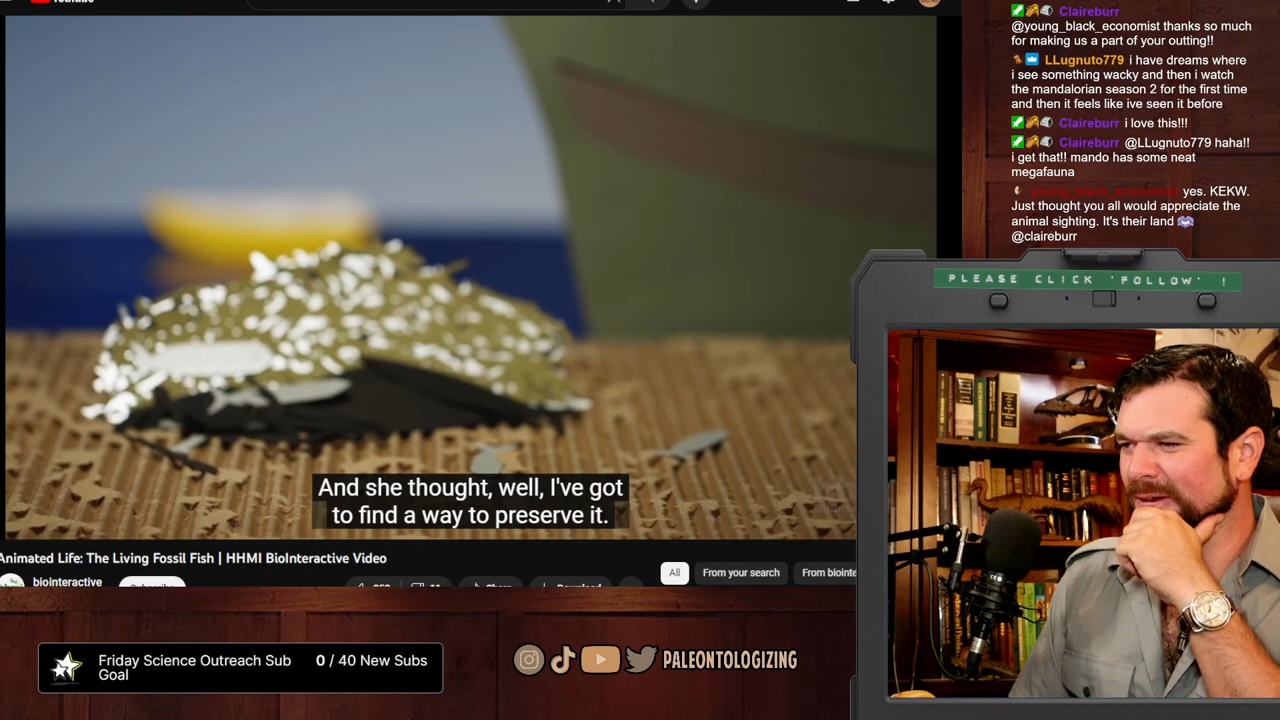 Claireburr
@young_black_economist thanks so much
for making us a part of your outting!!
LLugnuto779 i have dreams where
i see something wacky and then i watch
the mandalorian season 2 for the first time
and then it feels like ive seen it before
Claireburr i love this!!!
Claireburr @LLugnuto779 haha!!
i get that!! mando has some neat
megafauna
young_black_economist yes. KEKW.
Just thought you all would appreciate the
animal sighting. It's their land
@claireburr
PLEASE CLICK 'FOLLOW' !
And she thought, well, I've got
to find a way to preserve it.
Animated Life: The Living Fossil Fish | HHMI BioInteractive Video
biointeractive
All
From your search
From biointe
Friday Science Outreach Sub
Goal
0 / 40 New Subs
PALEONTOLOGIZING